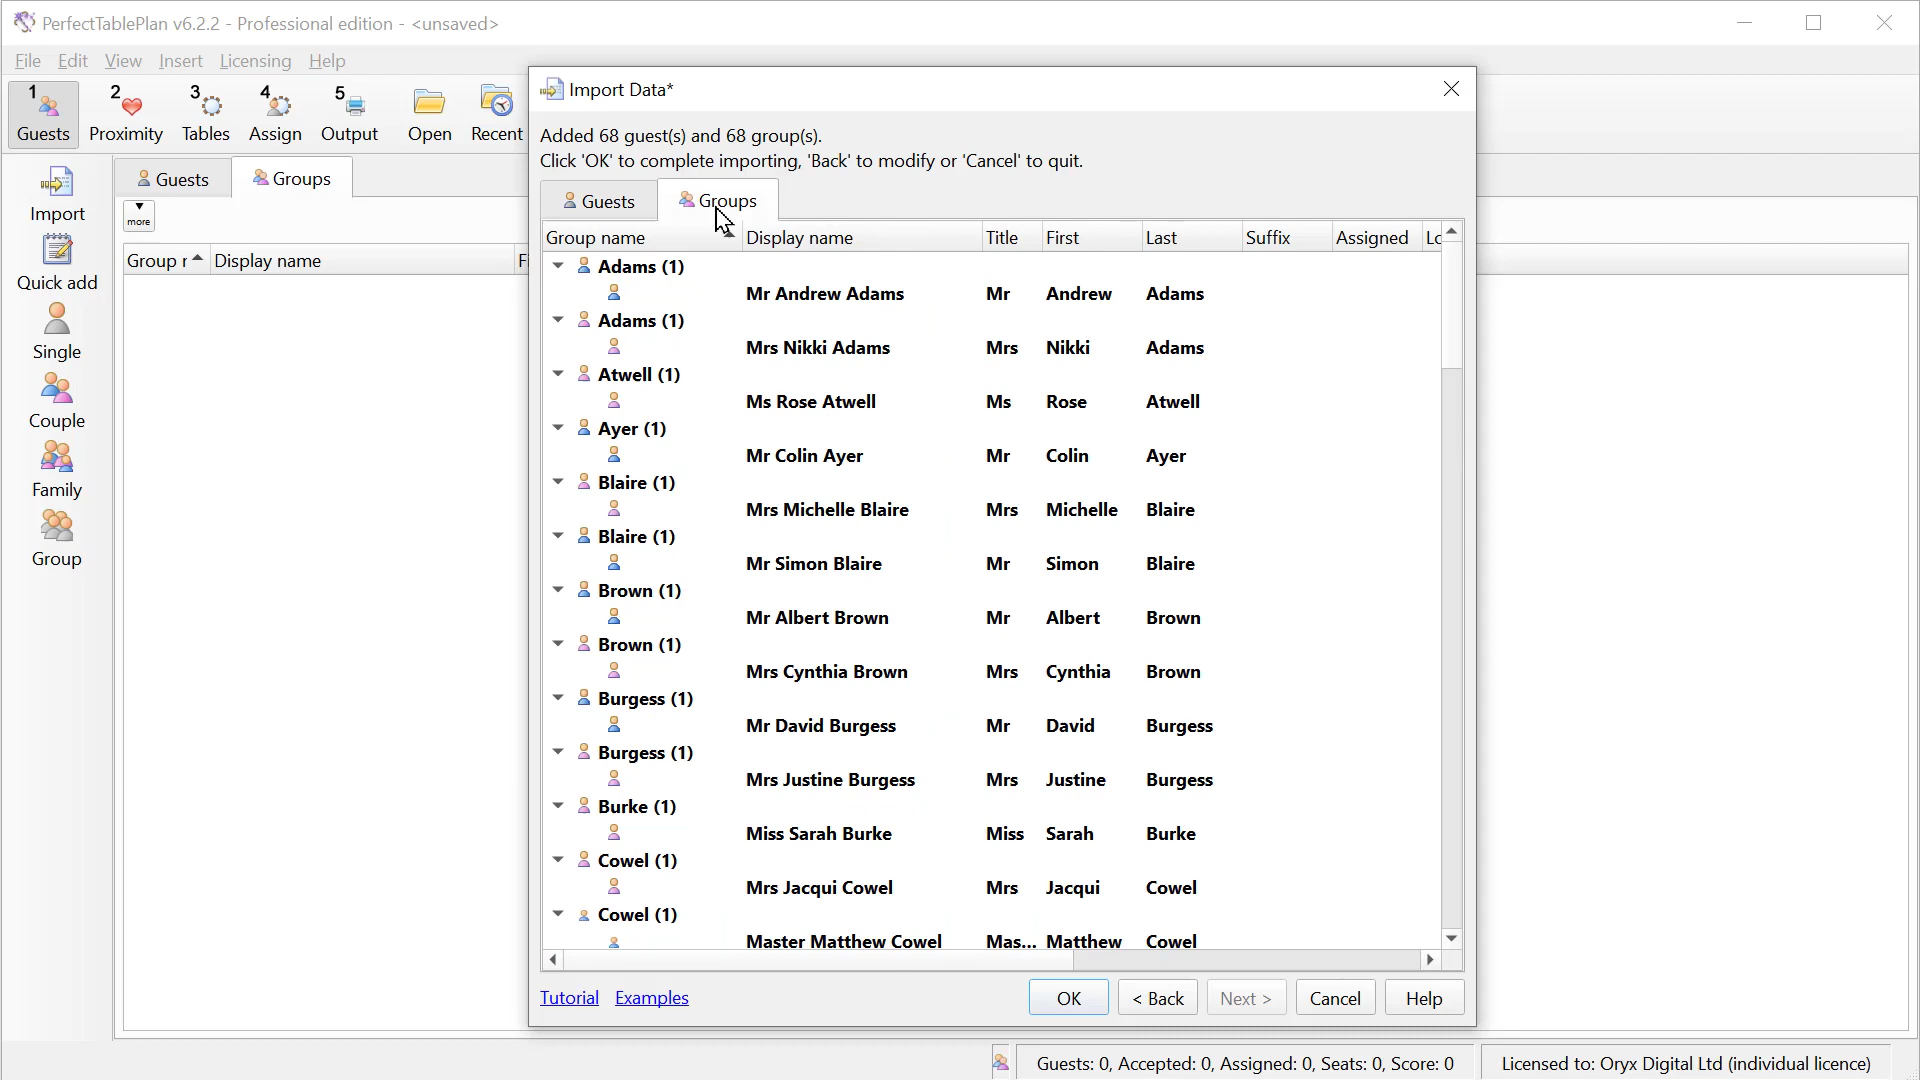 PerfectTablePlan v6.2.2 - Professional edition - <unsaved>
File Edit View Insert Licensing Help
1 2 3 4 5
Guests Proximity Tables Assign Output Open Recent
Import
Quick add
Single
Couple
Family
Group
Guests Groups
more
Group r Display name
Import Data*
Added 68 guest(s) and 68 group(s).
Click 'OK' to complete importing, 'Back' to modify or 'Cancel' to quit.
Guests Groups
Group name Display name Title First Last Suffix Assigned
Adams (1)
Mr Andrew Adams Mr Andrew Adams
Adams (1)
Mrs Nikki Adams Mrs Nikki Adams
Atwell (1)
Ms Rose Atwell Ms Rose Atwell
Ayer (1)
Mr Colin Ayer Mr Colin Ayer
Blaire (1)
Mrs Michelle Blaire Mrs Michelle Blaire
Blaire (1)
Mr Simon Blaire Mr Simon Blaire
Brown (1)
Mr Albert Brown Mr Albert Brown
Brown (1)
Mrs Cynthia Brown Mrs Cynthia Brown
Burgess (1)
Mr David Burgess Mr David Burgess
Burgess (1)
Mrs Justine Burgess Mrs Justine Burgess
Burke (1)
Miss Sarah Burke Miss Sarah Burke
Cowel (1)
Mrs Jacqui Cowel Mrs Jacqui Cowel
Cowel (1)
Master Matthew Cowel Mas... Matthew Cowel
Tutorial Examples OK < Back Next > Cancel Help
Guests: 0, Accepted: 0, Assigned: 0, Seats: 0, Score: 0 Licensed to: Oryx Digital Ltd (individual licence)